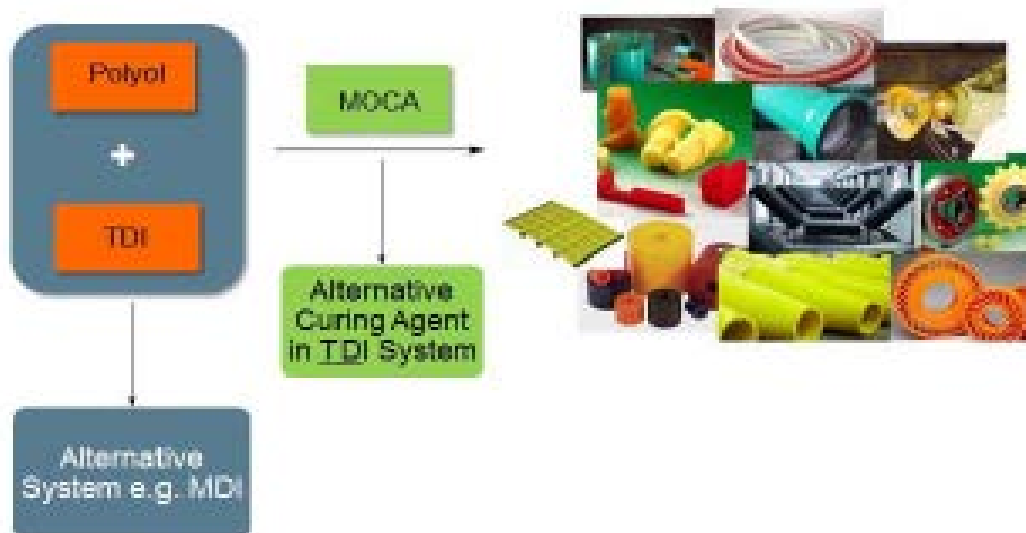 Polyol
+
TDI
MOCA
Alternative
Curing Agent
in TDI System
Alternative
System e.g. MDI